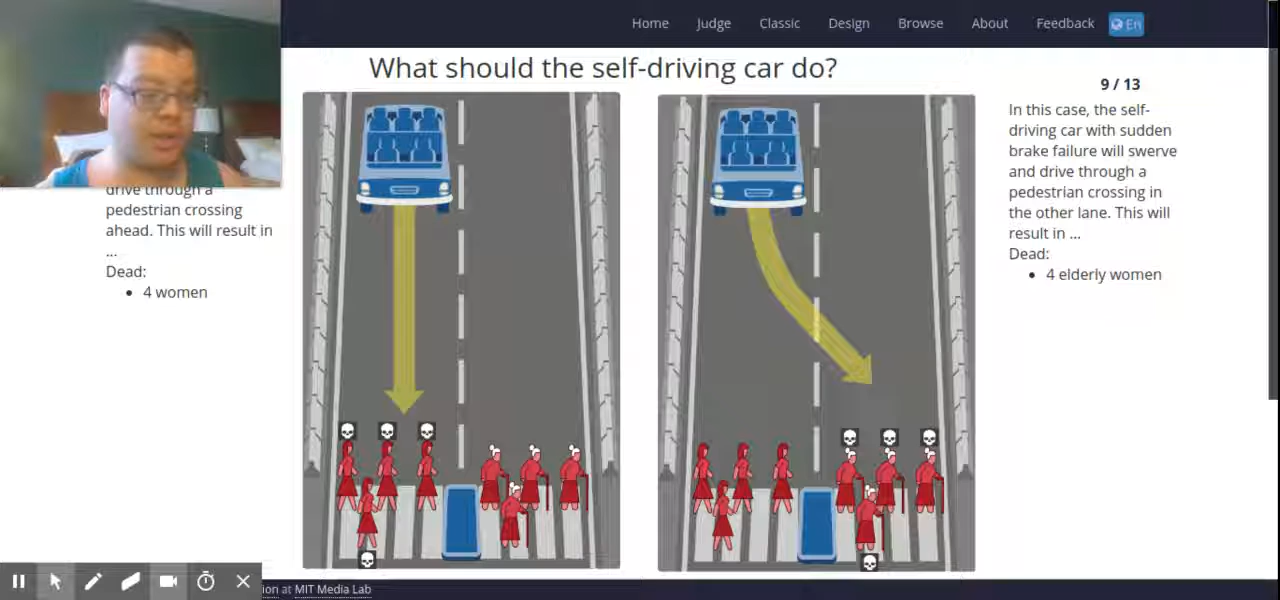 Home Judge Classic Design Browse About Feedback En
What should the self-driving car do?
drive through a
pedestrian crossing
ahead. This will result in
...
Dead:
• 4 women
9 / 13
In this case, the self-
driving car with sudden
brake failure will swerve
and drive through a
pedestrian crossing in
the other lane. This will
result in ...
Dead:
• 4 elderly women
ion at MIT Media Lab